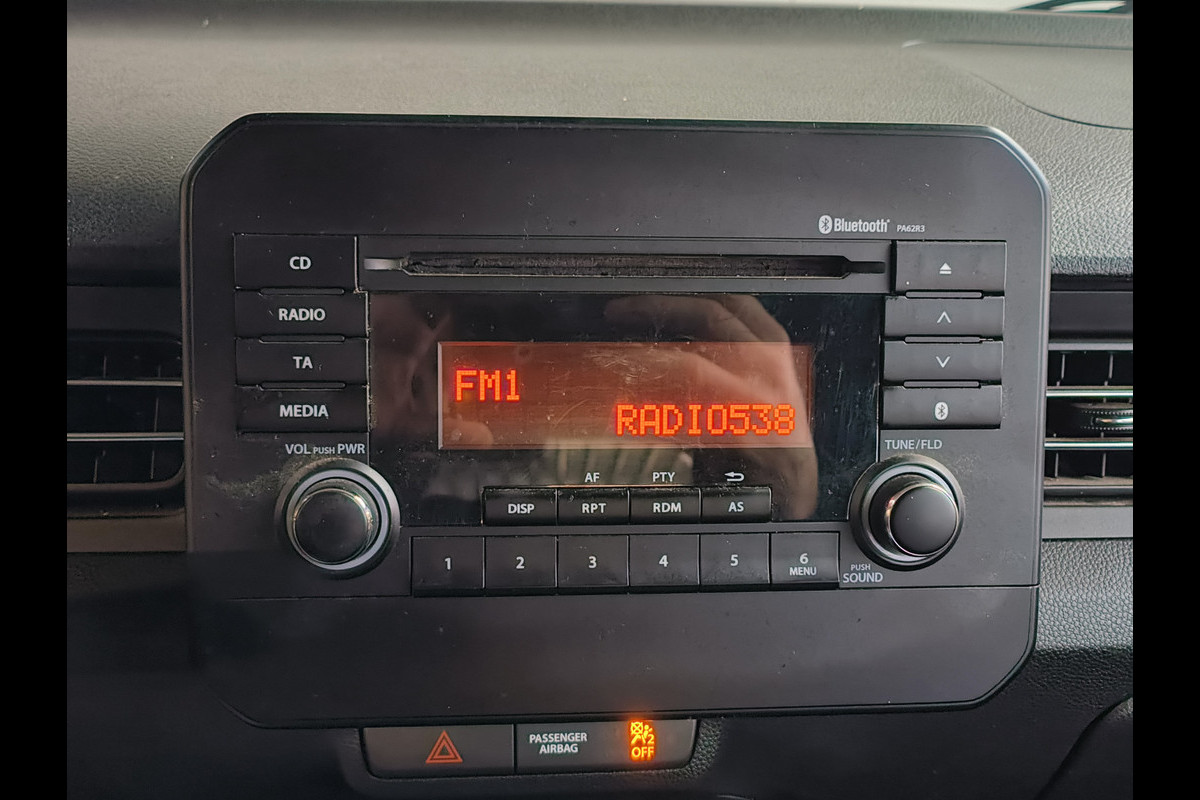 Bluetooth PA62R3
CD
RADIO
TA
MEDIA
FM1
RADIO538
VOL PUSH PWR
TUNE/FLD
AF PTY
DISP RPT RDM AS
1 2 3 4 5 6
MENU
PUSH
SOUND
PASSENGER
AIRBAG
2
OFF